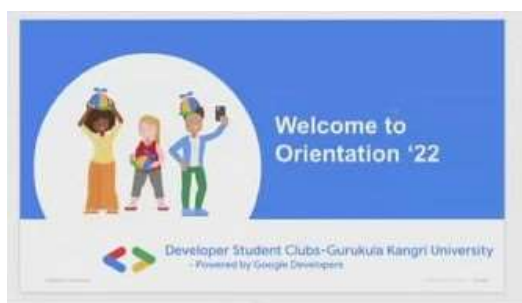 Welcome to
Orientation ‘22
Developer Student Clubs-Gurukula Kangri University
- Powered by Google Developers